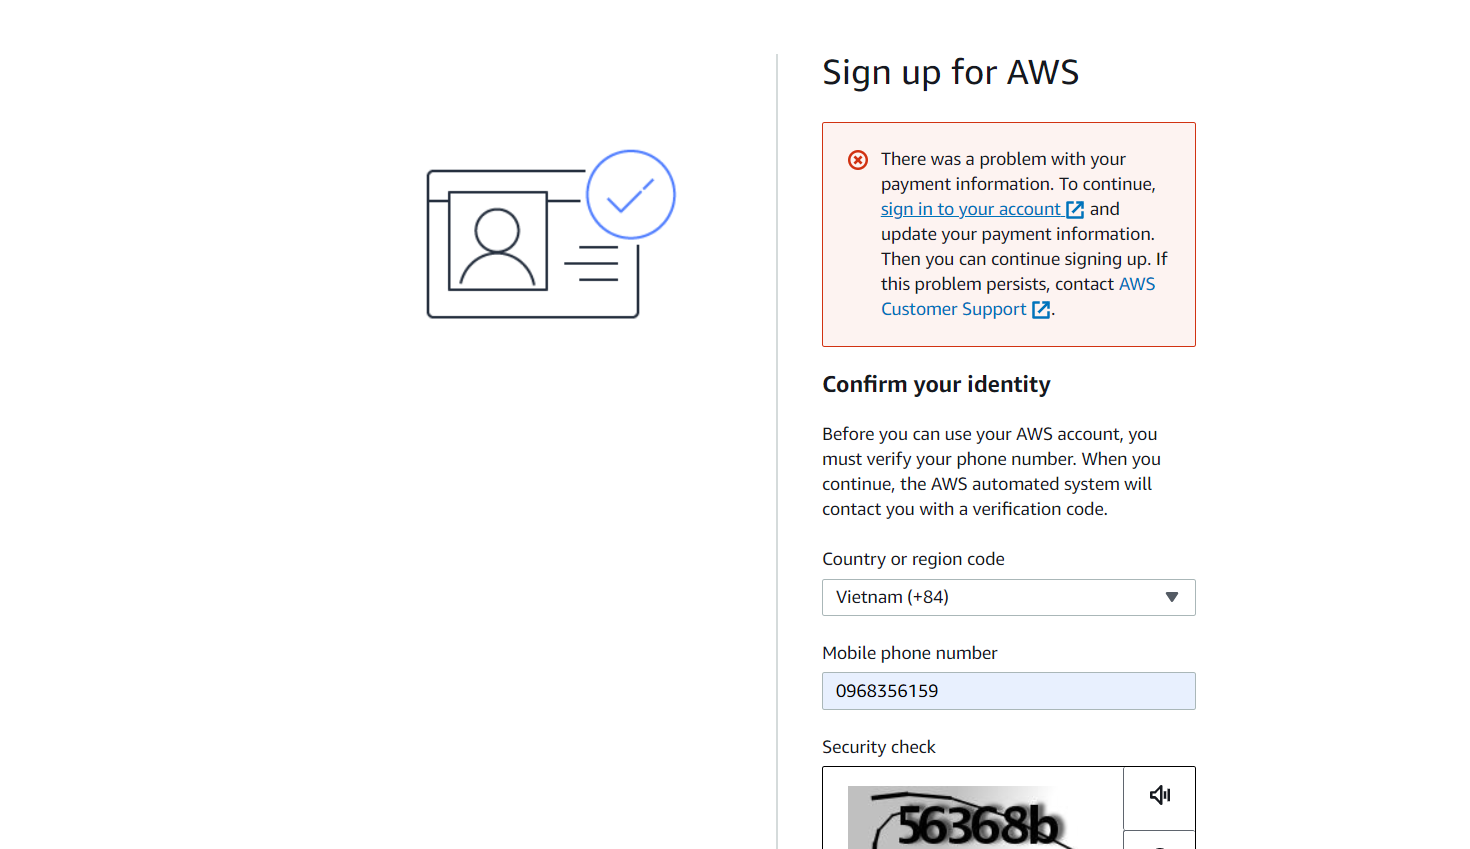 Sign up for AWS
There was a problem with your
payment information. To continue,
sign in to your account and
update your payment information.
Then you can continue signing up. If
this problem persists, contact AWS
Customer Support .
Confirm your identity
Before you can use your AWS account, you
must verify your phone number. When you
continue, the AWS automated system will
contact you with a verification code.
Country or region code
Vietnam (+84)
Mobile phone number
0968356159
Security check
56368b